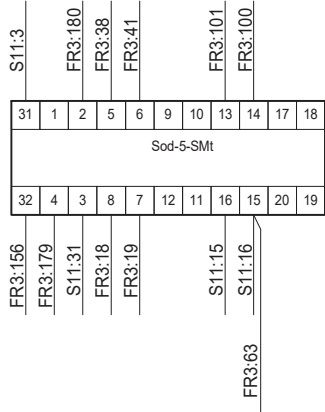 S11:3
FR3:180
FR3:38
FR3:41
FR3:101
FR3:100
31 1 2 5 6 9 10 13 14 17 18
Sod-5-SMt
32 4 3 8 7 12 11 16 15 20 19
FR3:156
FR3:179
S11:31
FR3:18
FR3:19
S11:15
S11:16
FR3:63